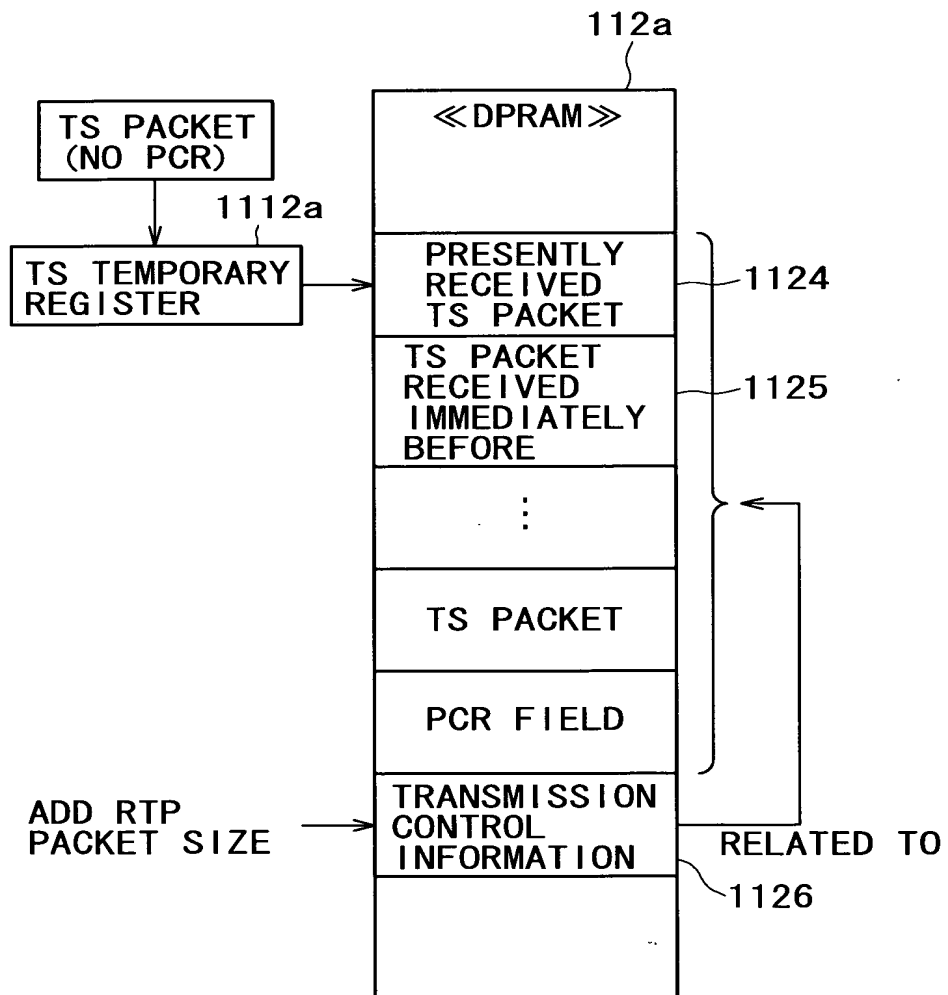 112a
≪DPRAM≫
TS PACKET
(NO PCR)
1112a
TS TEMPORARY
REGISTER
PRESENTLY
RECEIVED
TS PACKET
1124
TS PACKET
RECEIVED
IMMEDIATELY
BEFORE
1125
⋮
TS PACKET
PCR FIELD
ADD RTP
PACKET SIZE
TRANSMISSION
CONTROL
INFORMATION
RELATED TO
1126